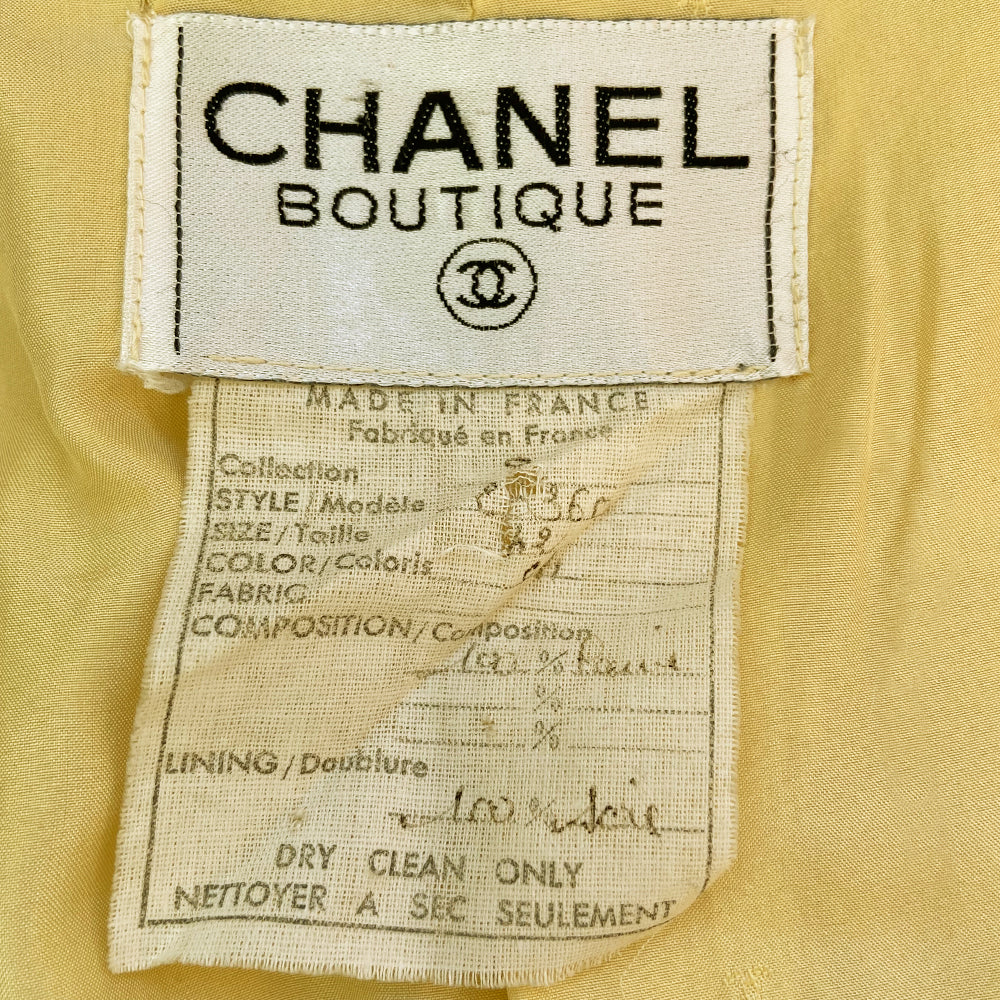 CHANEL
BOUTIQUE
MADE IN FRANCE
Fabriqué en France
Collection
STYLE/Modèle
SIZE/Taille
COLOR/Coloris
FABRIC
COMPOSITION/Composition
100 %
%
%
LINING/Doublure
100 % soie
DRY CLEAN ONLY
NETTOYER A SEC SEULEMENT